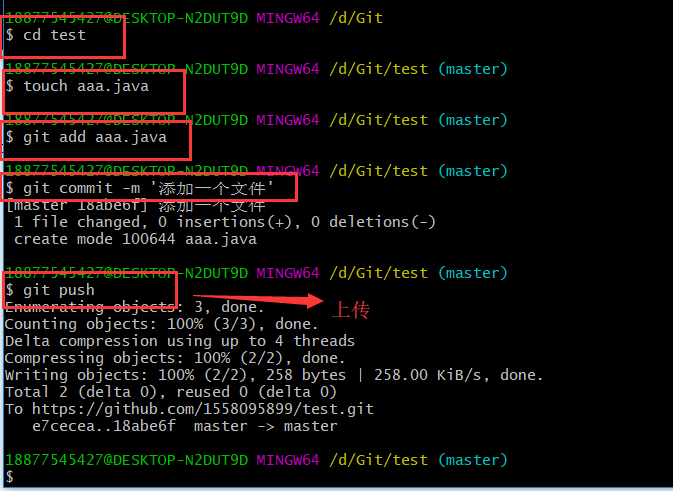 18877545427@DESKTOP-N2DUT9D MINGW64 /d/Git
$ cd test
18877545427@DESKTOP-N2DUT9D MINGW64 /d/Git/test (master)
$ touch aaa.java
18877545427@DESKTOP-N2DUT9D MINGW64 /d/Git/test (master)
$ git add aaa.java
18877545427@DESKTOP-N2DUT9D MINGW64 /d/Git/test (master)
$ git commit -m '添加一个文件'
[master 18abe6f] 添加一个文件
 1 file changed, 0 insertions(+), 0 deletions(-)
 create mode 100644 aaa.java
18877545427@DESKTOP-N2DUT9D MINGW64 /d/Git/test (master)
$ git push
上传
Enumerating objects: 3, done.
Counting objects: 100% (3/3), done.
Delta compression using up to 4 threads
Compressing objects: 100% (2/2), done.
Writing objects: 100% (2/2), 258 bytes | 258.00 KiB/s, done.
Total 2 (delta 0), reused 0 (delta 0)
To https://github.com/1558095899/test.git
   e7cecea..18abe6f  master -> master
18877545427@DESKTOP-N2DUT9D MINGW64 /d/Git/test (master)
$